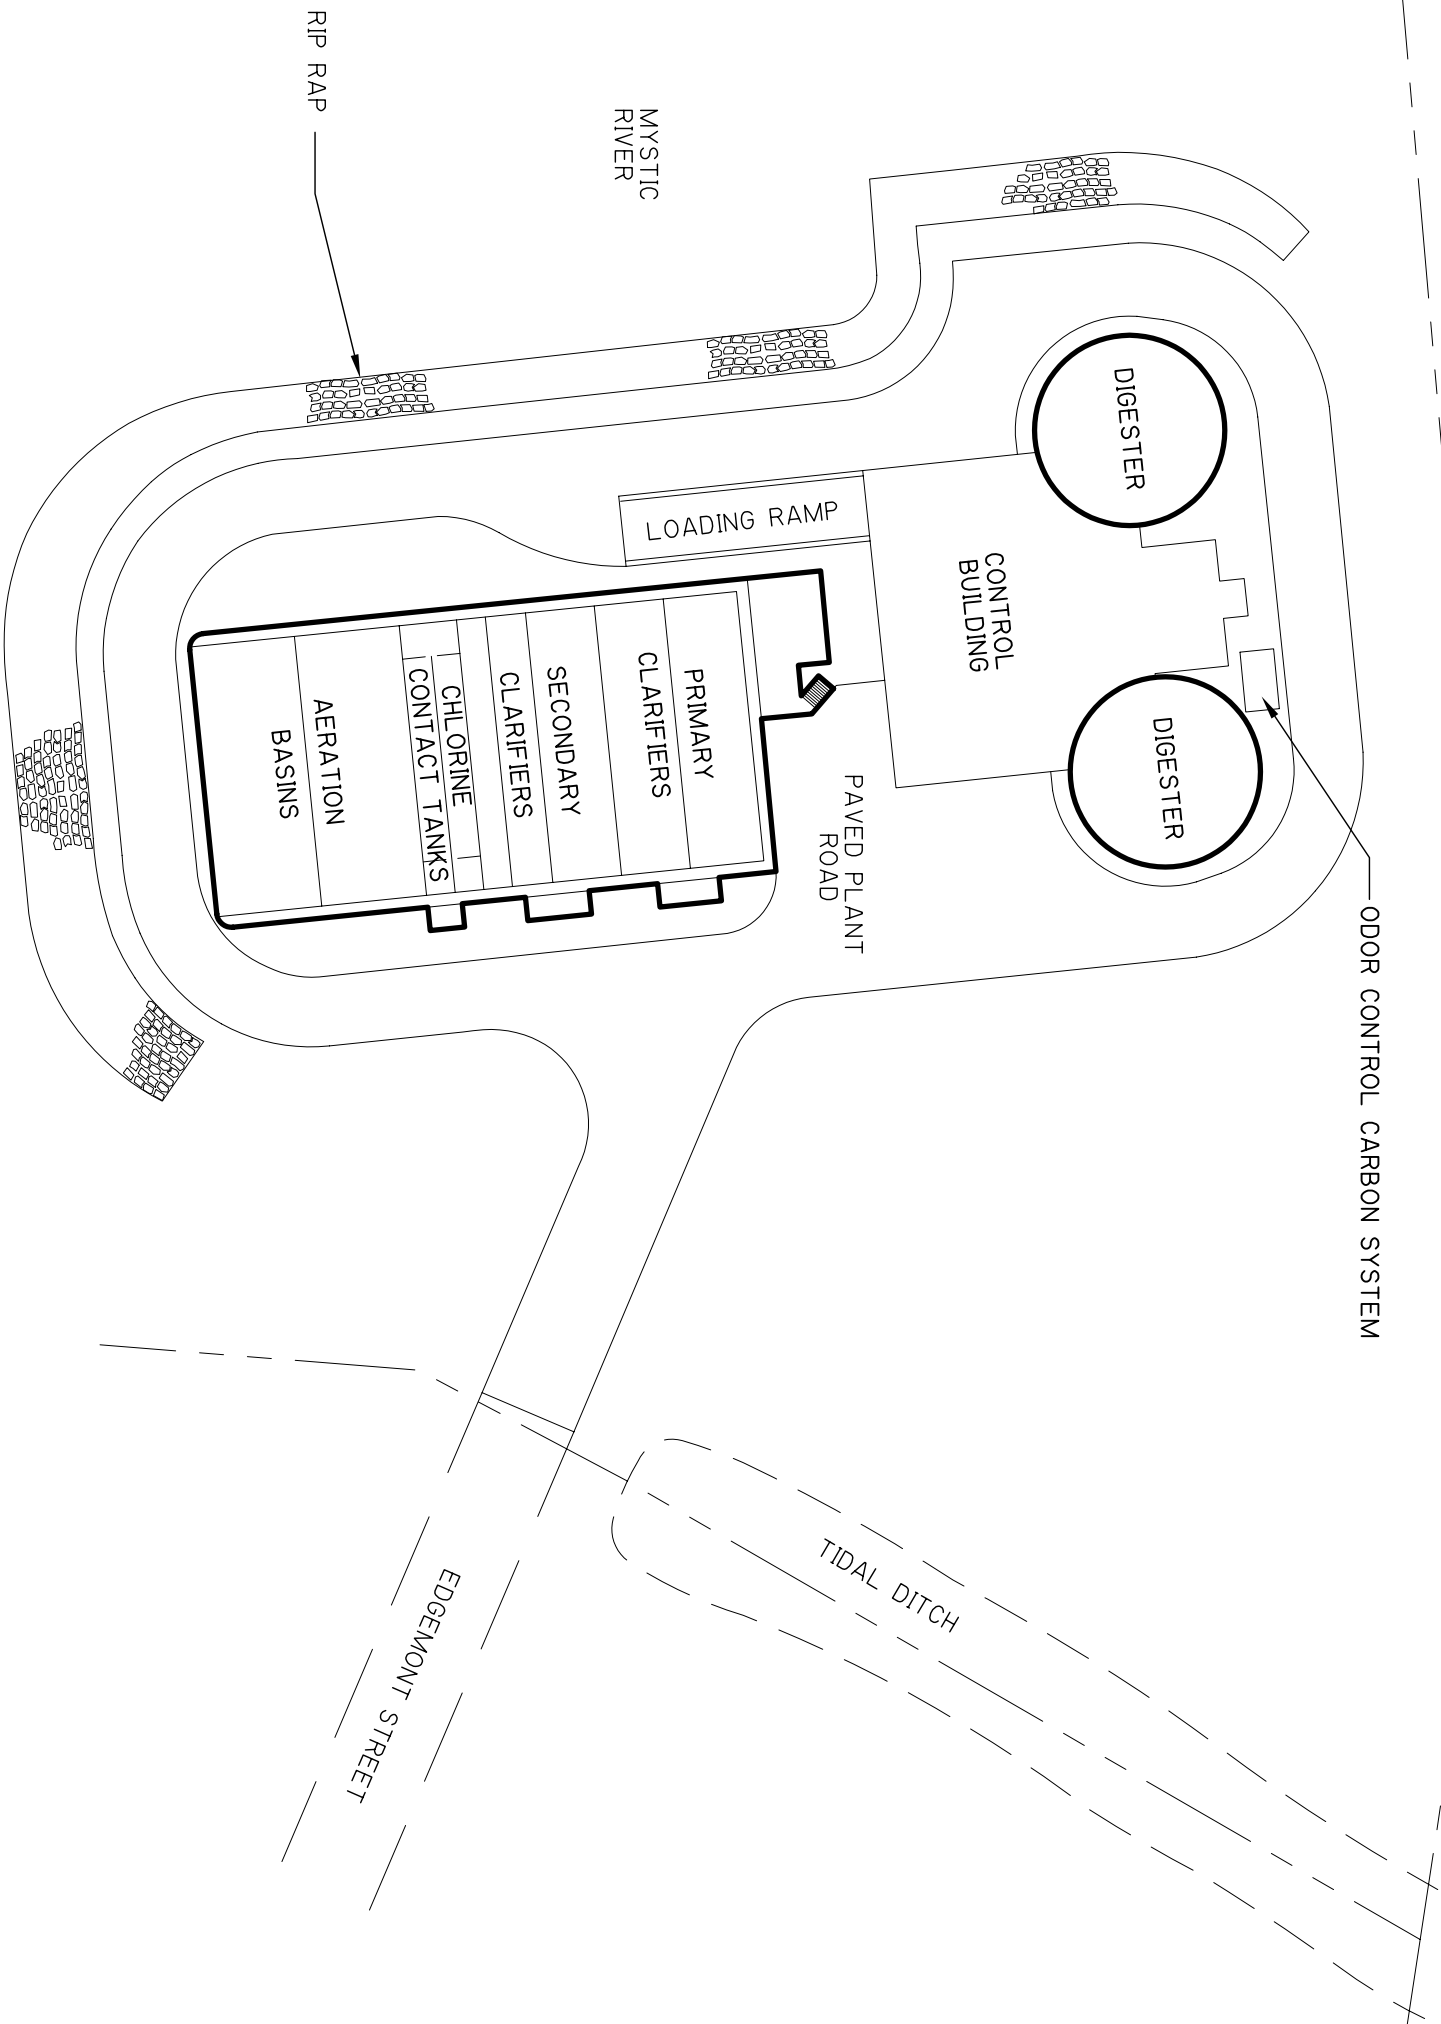 ODOR CONTROL CARBON SYSTEM
DIGESTER
DIGESTER
CONTROL
BUILDING
LOADING RAMP
PAVED PLANT
ROAD
PRIMARY
CLARIFIERS
SECONDARY
CLARIFIERS
CHLORINE
CONTACT TANKS
AERATION
BASINS
MYSTIC
RIVER
RIP RAP
TIDAL DITCH
EDGEMONT STREET